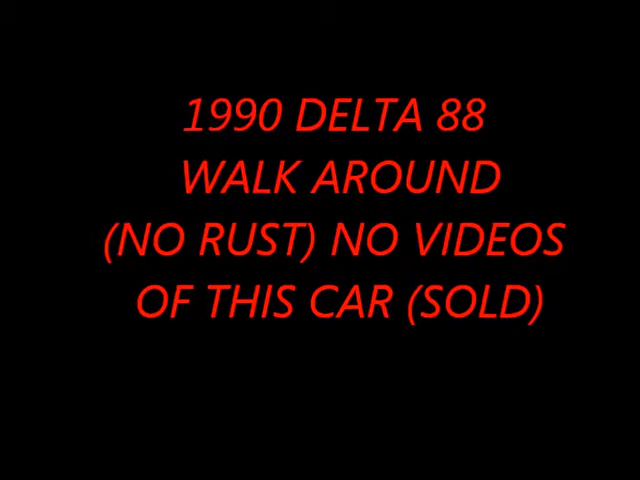 1990 DELTA 88
WALK AROUND
(NO RUST) NO VIDEOS
OF THIS CAR (SOLD)